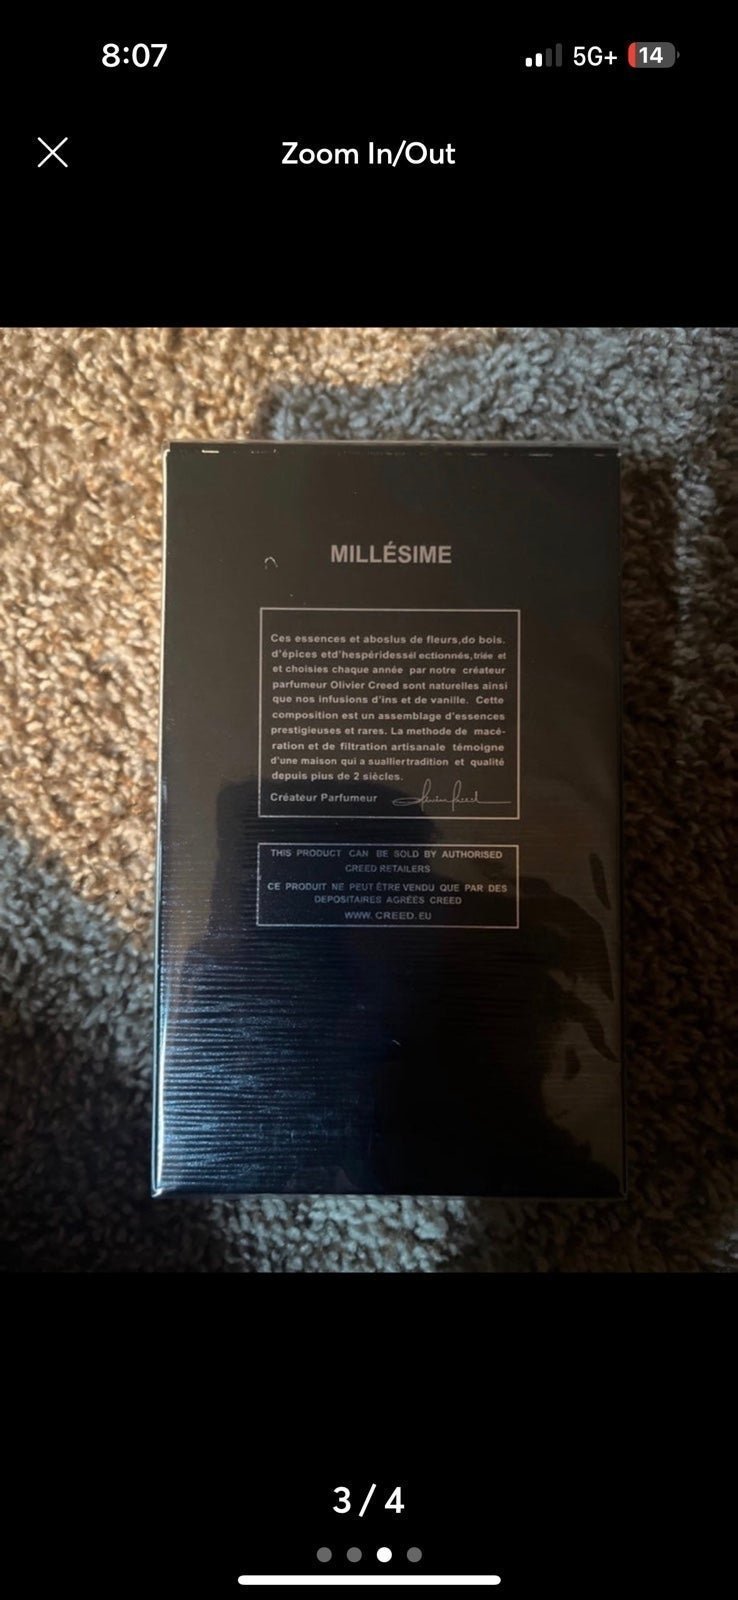 8:07
5G+
14
Zoom In/Out
MILLÉSIME
Ces essences et aboslus de fleurs,do bois.
d'épices etd'hespéridessél ectionnés,triée et
et choisies chaque année par notre créateur
parfumeur Olivier Creed sont naturelles ainsi
que nos infusions d'ins et de vanille. Cette
composition est un assemblage d'essences
prestigieuses et rares. La methode de macé-
ration et de filtration artisanale témoigne
d'une maison qui a sualliertradition et qualité
depuis pius de 2 siècles.
Créateur Parfumeur
THIS PRODUCT CAN BE SOLD BY AUTHORISED
CREED RETAILERS
CE PRODUIT NE PEUT ÊTRE VENDU QUE PAR DES
DEPOSITAIRES AGRÉÉS CREED
WWW. CREED. EU
3 / 4